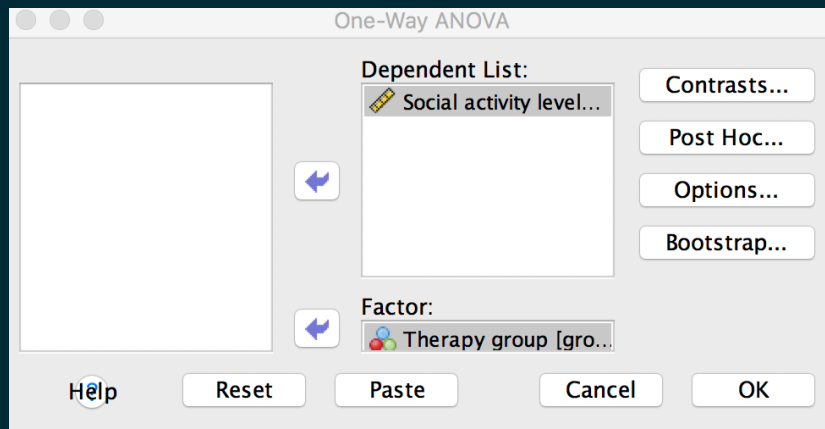 One-Way ANOVA
Dependent List:
Social activity level...
Contrasts...
Post Hoc...
Options...
Bootstrap...
Factor:
Therapy group [gro...
Help
Reset
Paste
Cancel
OK